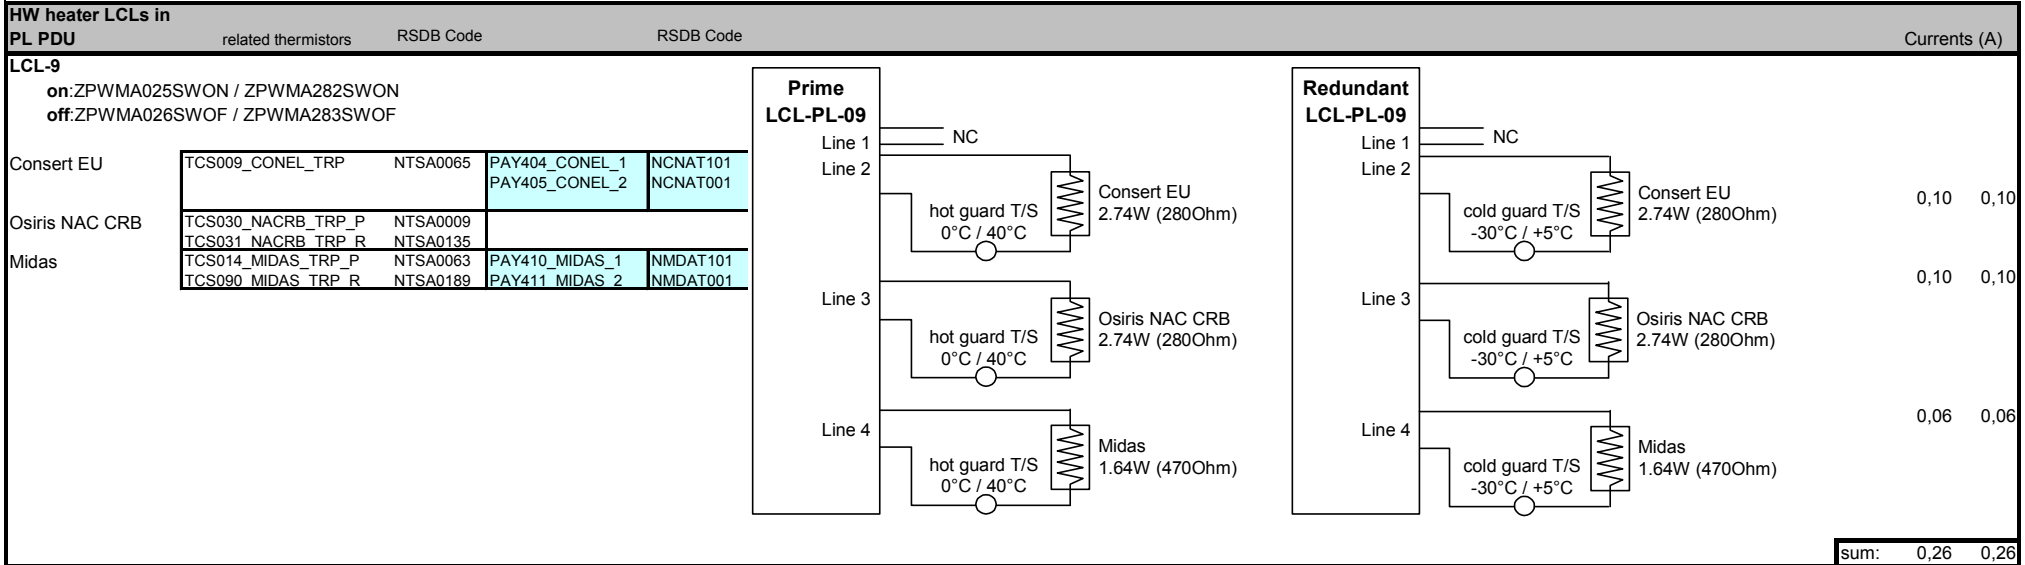 HW heater LCLs in
PL PDU related thermistors RSDB Code RSDB Code Currents (A)
LCL-9
on:ZPWMA025SWON / ZPWMA282SWON
off:ZPWMA026SWOF / ZPWMA283SWOF
Consert EU TCS009_CONEL_TRP NTSA0065 PAY404_CONEL_1 NCNAT101
PAY405_CONEL_2 NCNAT001
Osiris NAC CRB TCS030_NACRB_TRP_P NTSA0009
TCS031_NACRB_TRP_R NTSA0135
Midas TCS014_MIDAS_TRP_P NTSA0063 PAY410_MIDAS_1 NMDAT101
TCS090_MIDAS_TRP_R NTSA0189 PAY411_MIDAS_2 NMDAT001
Prime
LCL-PL-09
Line 1 NC
Line 2
Consert EU
2.74W (280Ohm)
hot guard T/S
0°C / 40°C
Line 3
Osiris NAC CRB
2.74W (280Ohm)
hot guard T/S
0°C / 40°C
Line 4
Midas
1.64W (470Ohm)
hot guard T/S
0°C / 40°C
Redundant
LCL-PL-09
Line 1 NC
Line 2
Consert EU
2.74W (280Ohm)
cold guard T/S
-30°C / +5°C
Line 3
Osiris NAC CRB
2.74W (280Ohm)
cold guard T/S
-30°C / +5°C
Line 4
Midas
1.64W (470Ohm)
cold guard T/S
-30°C / +5°C
0,10 0,10
0,10 0,10
0,06 0,06
sum: 0,26 0,26